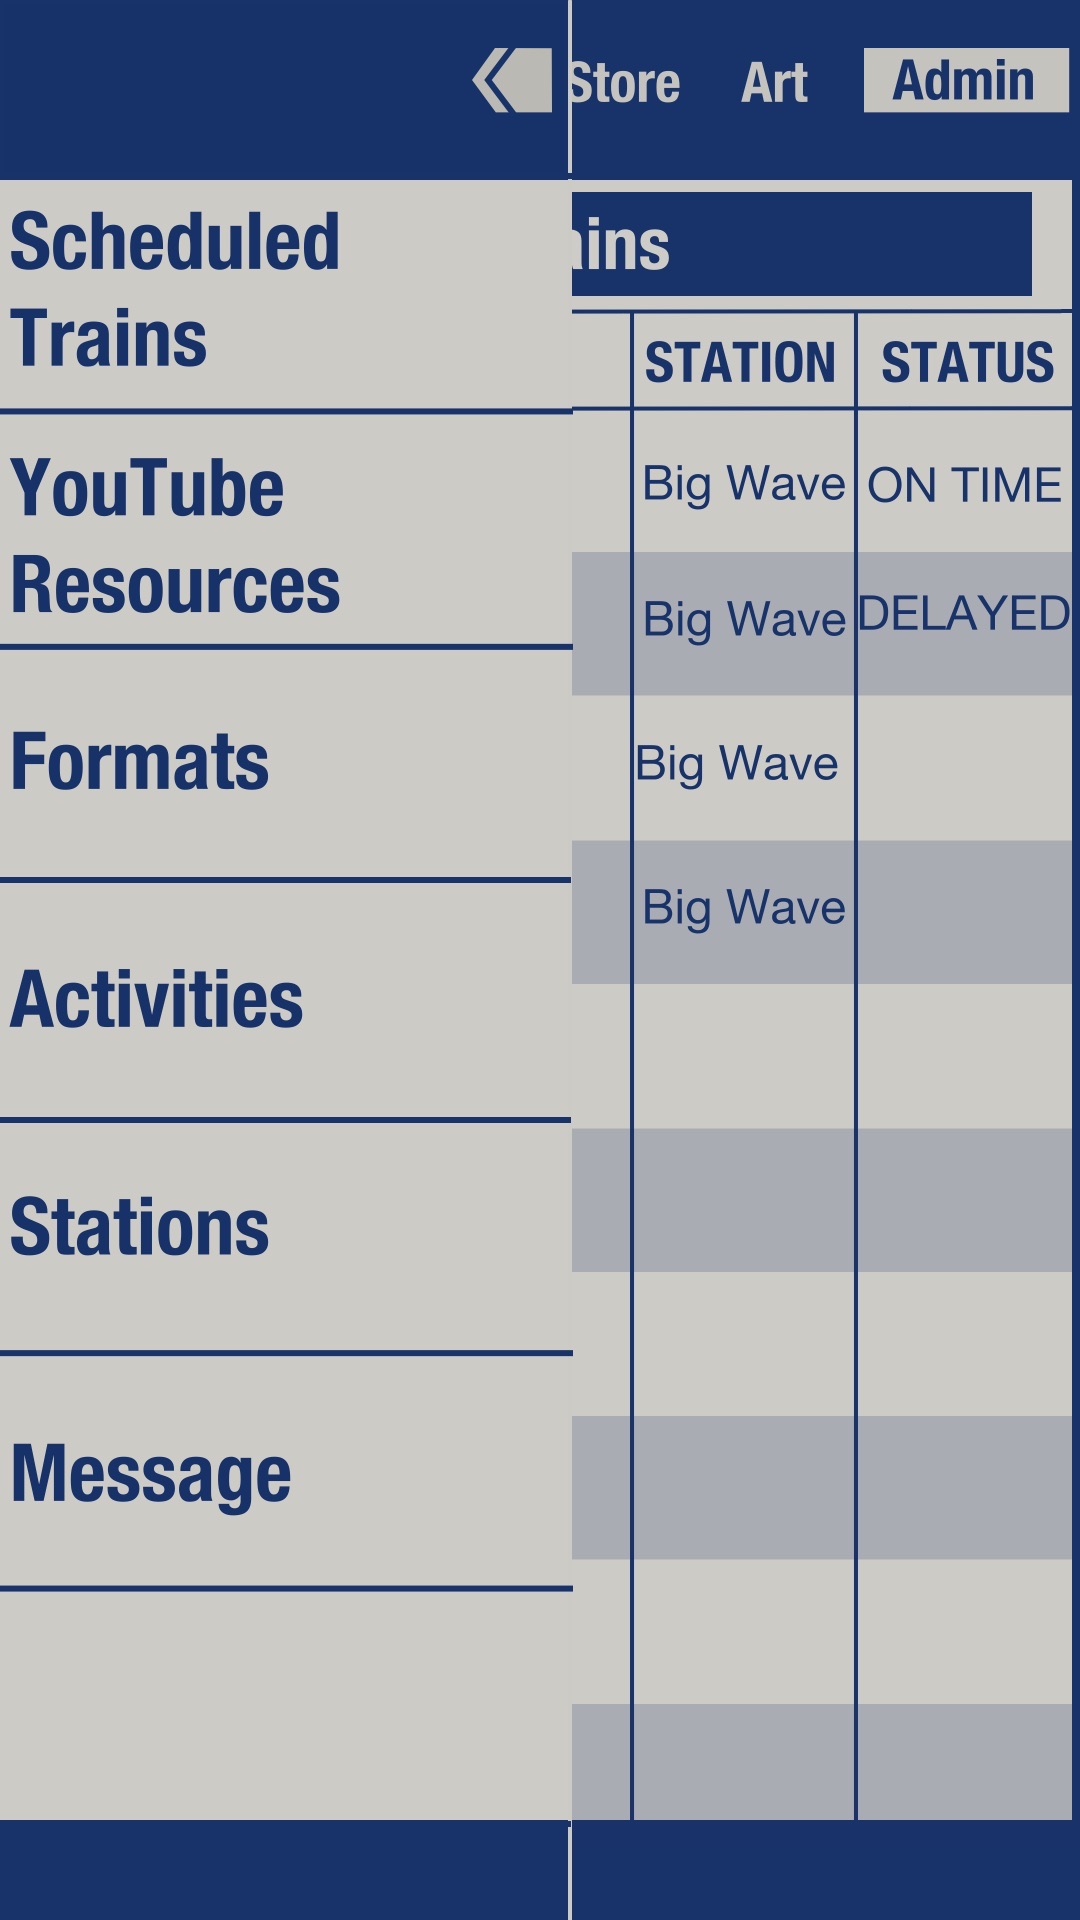 Store Art Admin
Scheduled
Trains
YouTube
Resources
Formats
Activities
Stations
Message
ains
STATION STATUS
Big Wave ON TIME
Big Wave DELAYED
Big Wave
Big Wave